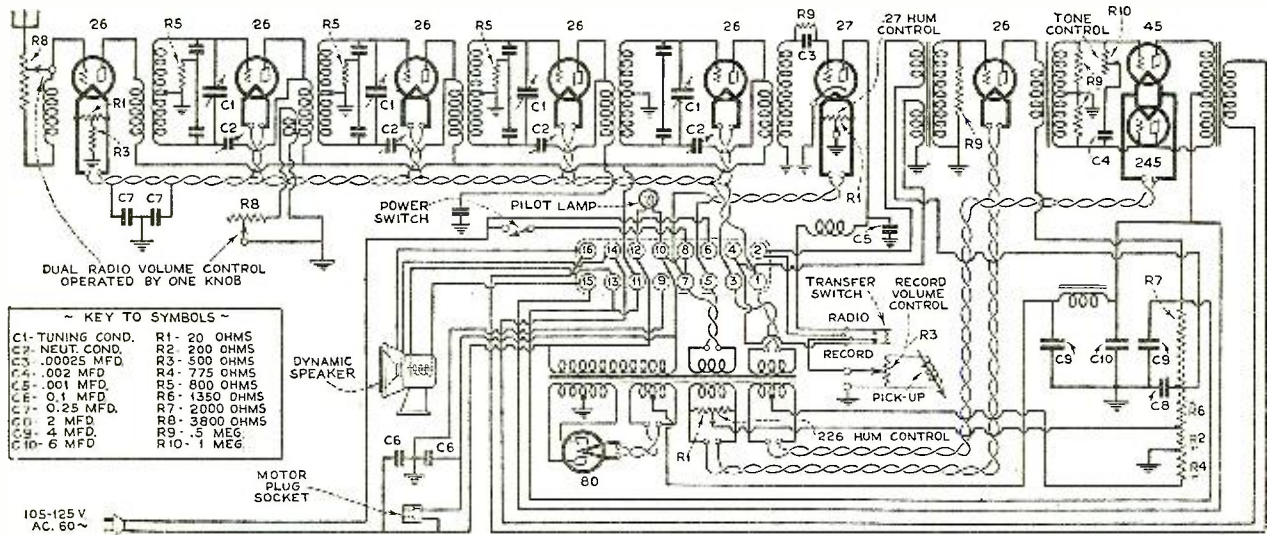 26
R5
26
R5
26
R5
26
26
R9
27
.27 HUM CONTROL
26
TONE CONTROL
R10
45
R8
R1
R3
C1
C2
C1
C2
C1
C2
C1
C2
C3
R1
R9
R9
C4
245
C7
C7
R8
POWER SWITCH
PILOT LAMP
C5
DUAL RADIO VOLUME CONTROL
OPERATED BY ONE KNOB
16 14 12 10 8 6 4 2
15 13 11 9 7 5 3 1
TRANSFER SWITCH
RECORD VOLUME CONTROL
RADIO
RECORD
R3
PICK-UP
R7
C9
C10
C9
C8
R6
R4
~ KEY TO SYMBOLS ~
C1- TUNING COND. R1- 20 OHMS
NEUT. COND. R2- 200 OHMS
C3- .00025 MFD. R3- 500 OHMS
C4- .002 MFD R4- 775 OHMS
C5- .001 MFD. R5- 800 OHMS
0.1 MFD. R6- 1350 OHMS
C7- 0.25 MFD. R7- 2000 OHMS
2 MFD. R8- 3800 OHMS
C9- 4 MFD. R9- .5 MEG.
C10- 6 MFD R10- 1 MEG.
DYNAMIC SPEAKER
C6
C6
MOTOR PLUG SOCKET
80
R1
226 HUM CONTROL
105-125 V.
AC. 60~